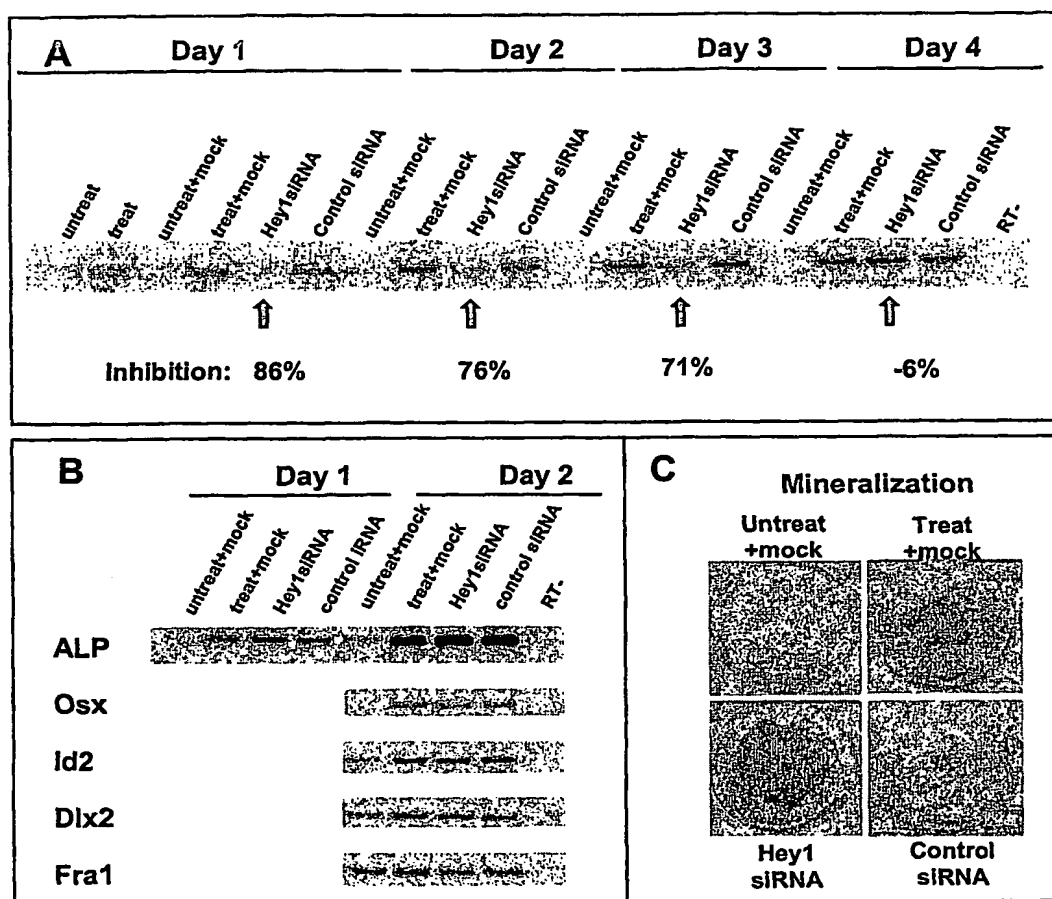 A
Day 1 Day 2 Day 3 Day 4
untreat treat untreat+mock treat+mock Hey1siRNA Control siRNA untreat+mock treat+mock Hey1siRNA Control siRNA untreat+mock treat+mock Hey1siRNA Control siRNA untreat+mock treat+mock Hey1siRNA Control siRNA RT-
Inhibition: 86% 76% 71% -6%
B
Day 1 Day 2
untreat+mock treat+mock Hey1siRNA control IRNA untreat+mock treat+mock Hey1siRNA control siRNA RT-
ALP
Osx
Id2
Dlx2
Fra1
C
Mineralization
Untreat
+mock
Treat
+mock
Hey1
siRNA
Control
siRNA